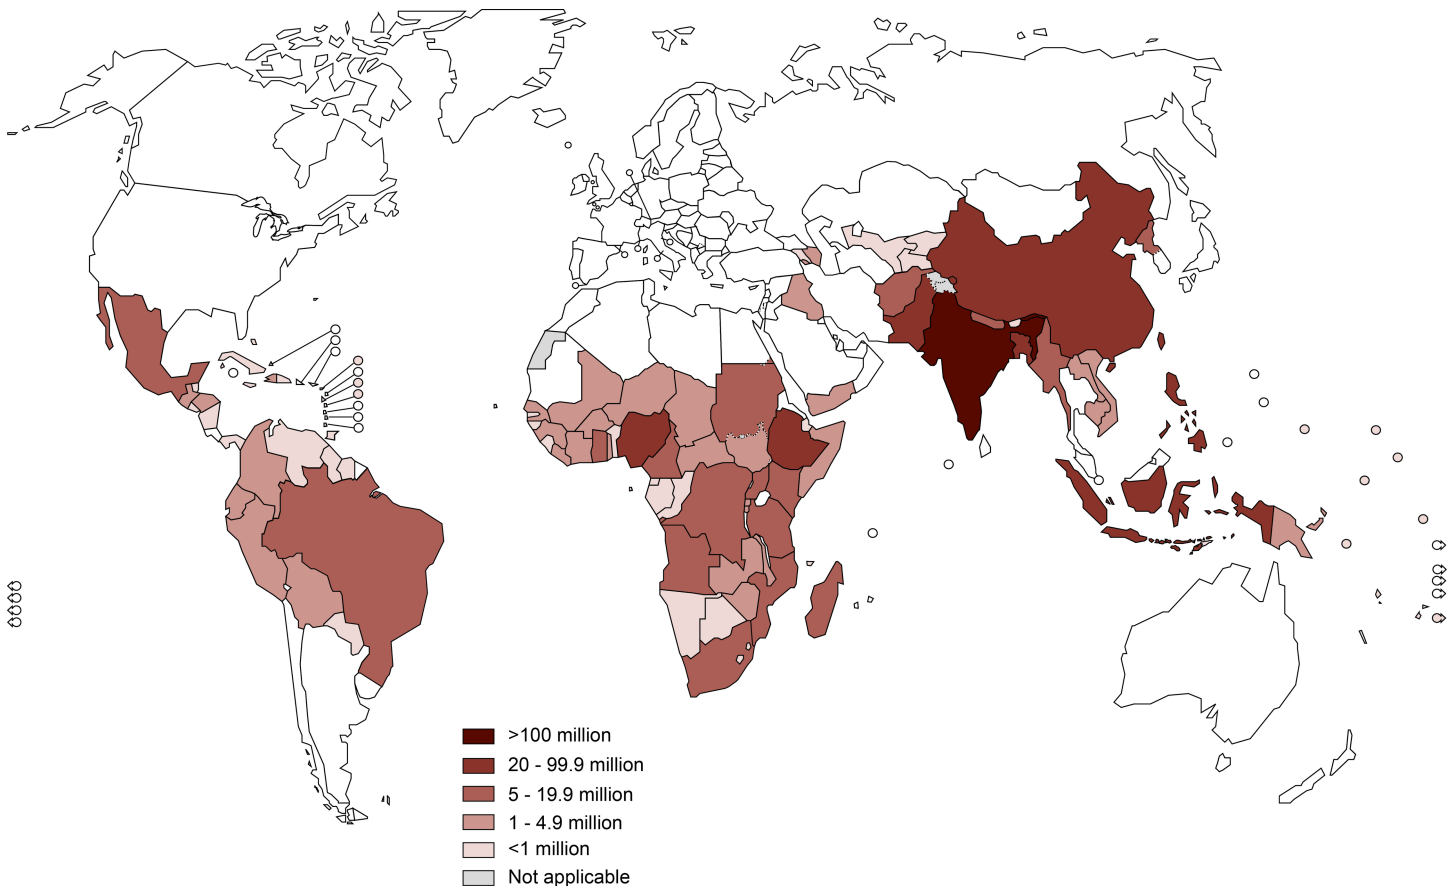 >100 million
20 - 99.9 million
5 - 19.9 million
1 - 4.9 million
<1 million
Not applicable